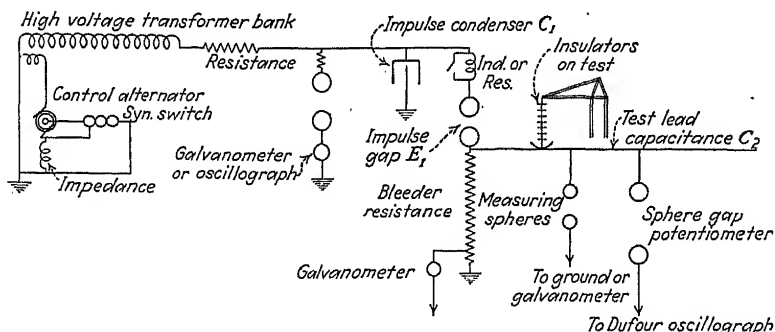 High voltage transformer bank
Resistance
Impulse condenser C₁
Ind. or
Res.
Insulators
on test
Control alternator
Syn. switch
Impedance
Galvanometer
or oscillograph
Impulse
gap E₁
Test lead
capacitance C₂
Bleeder
resistance
Measuring
spheres
Sphere gap
potentiometer
Galvanometer
To ground or
galvanometer
To Dufour oscillograph